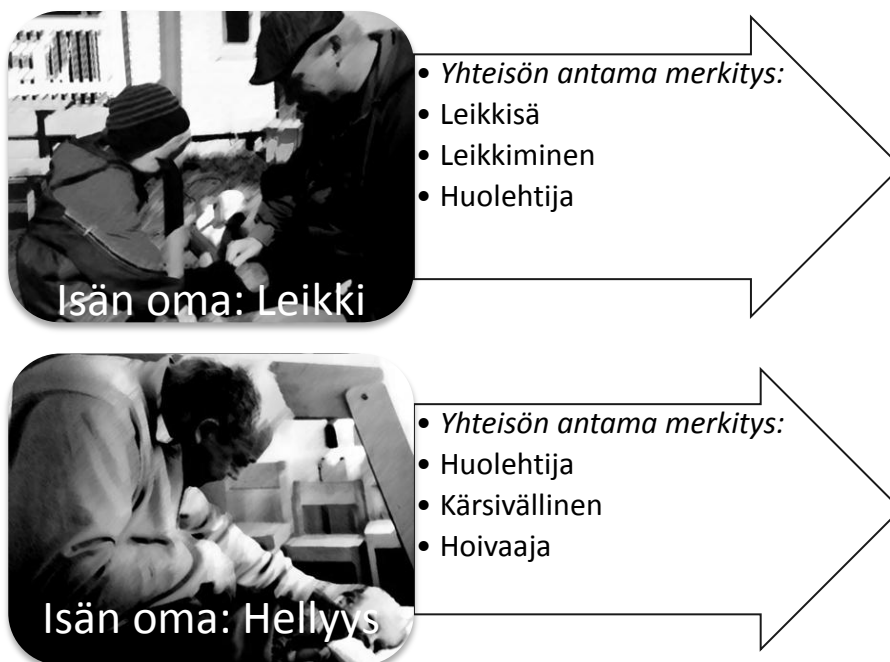 • Yhteisön antama merkitys:
• Leikkisä
• Leikkiminen
• Huolehtija
Isän oma: Leikki
• Yhteisön antama merkitys:
• Huolehtija
• Kärsivällinen
• Hoivaaja
Isän oma: Hellyys